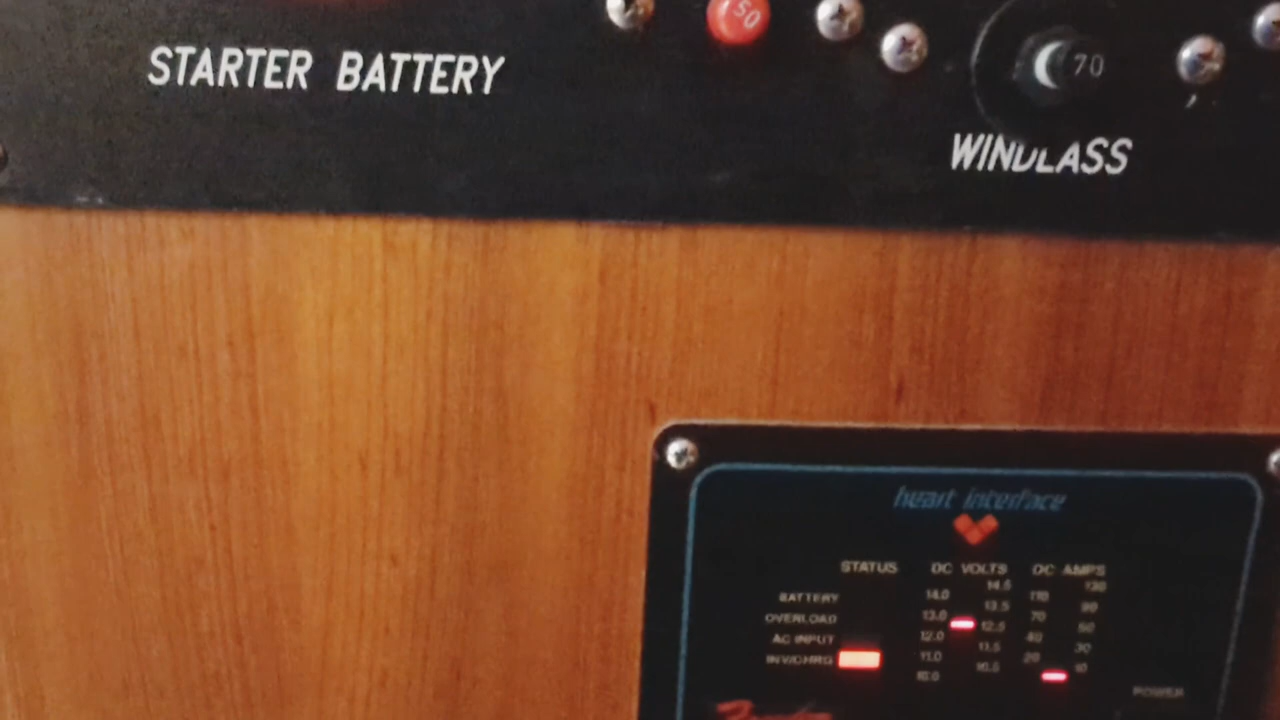 50
70
STARTER BATTERY
WINDLASS
heart interface
STATUS DC VOLTS DC AMPS
BATTERY 14.0 14.5 110 130
OVERLOAD 13.0 13.5 70 90
AC INPUT 12.0 12.5 40 50
INV/CHRG 11.0 11.5 20 30
10.0 10.5 10
POWER